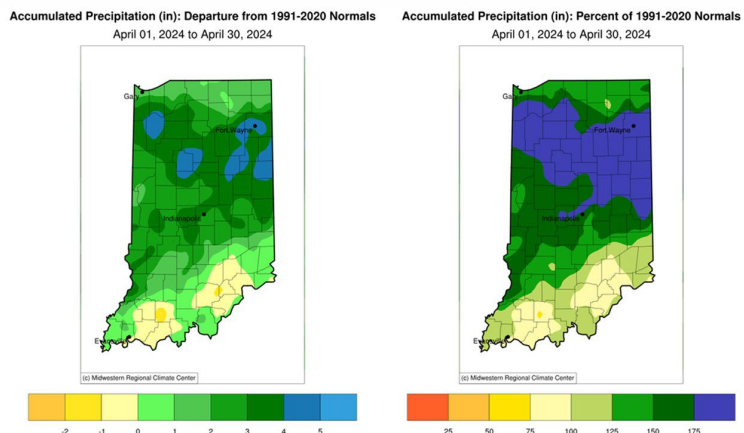 Accumulated Precipitation (in): Departure from 1991-2020 Normals
April 01, 2024 to April 30, 2024
Gary
Fort Wayne
Indianapolis
(c) Midwestern Regional Climate Center
-2 -1 0 1 2 3 4 5
Accumulated Precipitation (in): Percent of 1991-2020 Normals
April 01, 2024 to April 30, 2024
Gary
Fort Wayne
Indianapolis
(c) Midwestern Regional Climate Center
25 50 75 100 125 150 175